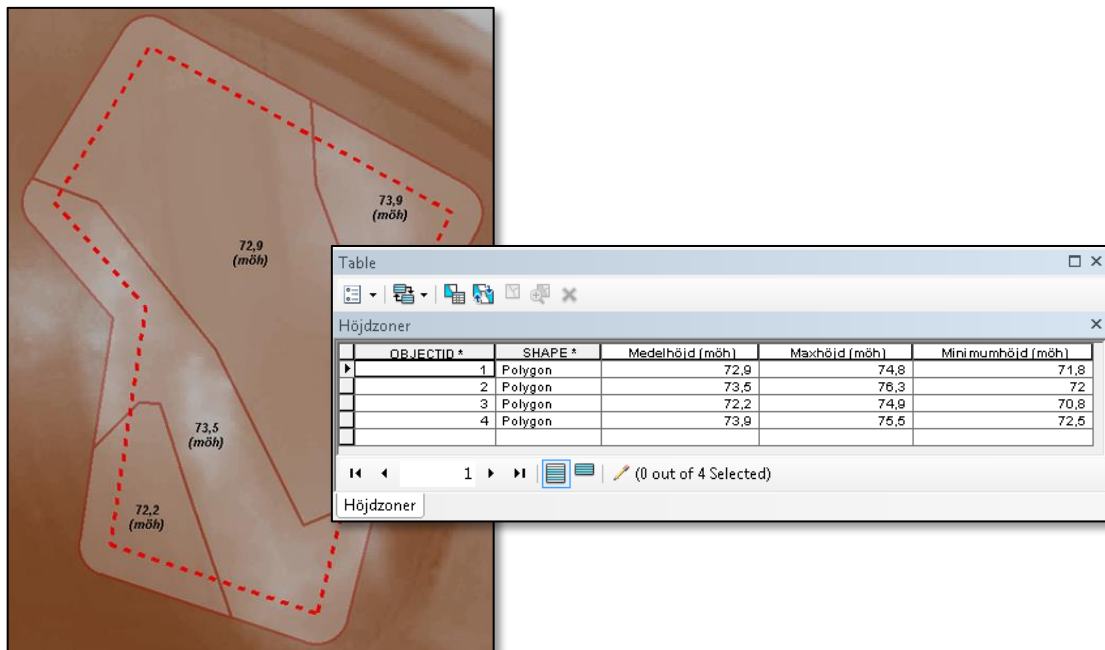 73,9
(möh)
72,9
(möh)
73,5
(möh)
72,2
(möh)
Table
Höjdzoner
OBJECTID * SHAPE * Medelhöjd (möh) Maxhöjd (möh) Minimumhöjd (möh)
1 Polygon 72,9 74,8 71,8
2 Polygon 73,5 76,3 72
3 Polygon 72,2 74,9 70,8
4 Polygon 73,9 75,5 72,5
1 (0 out of 4 Selected)
Höjdzoner